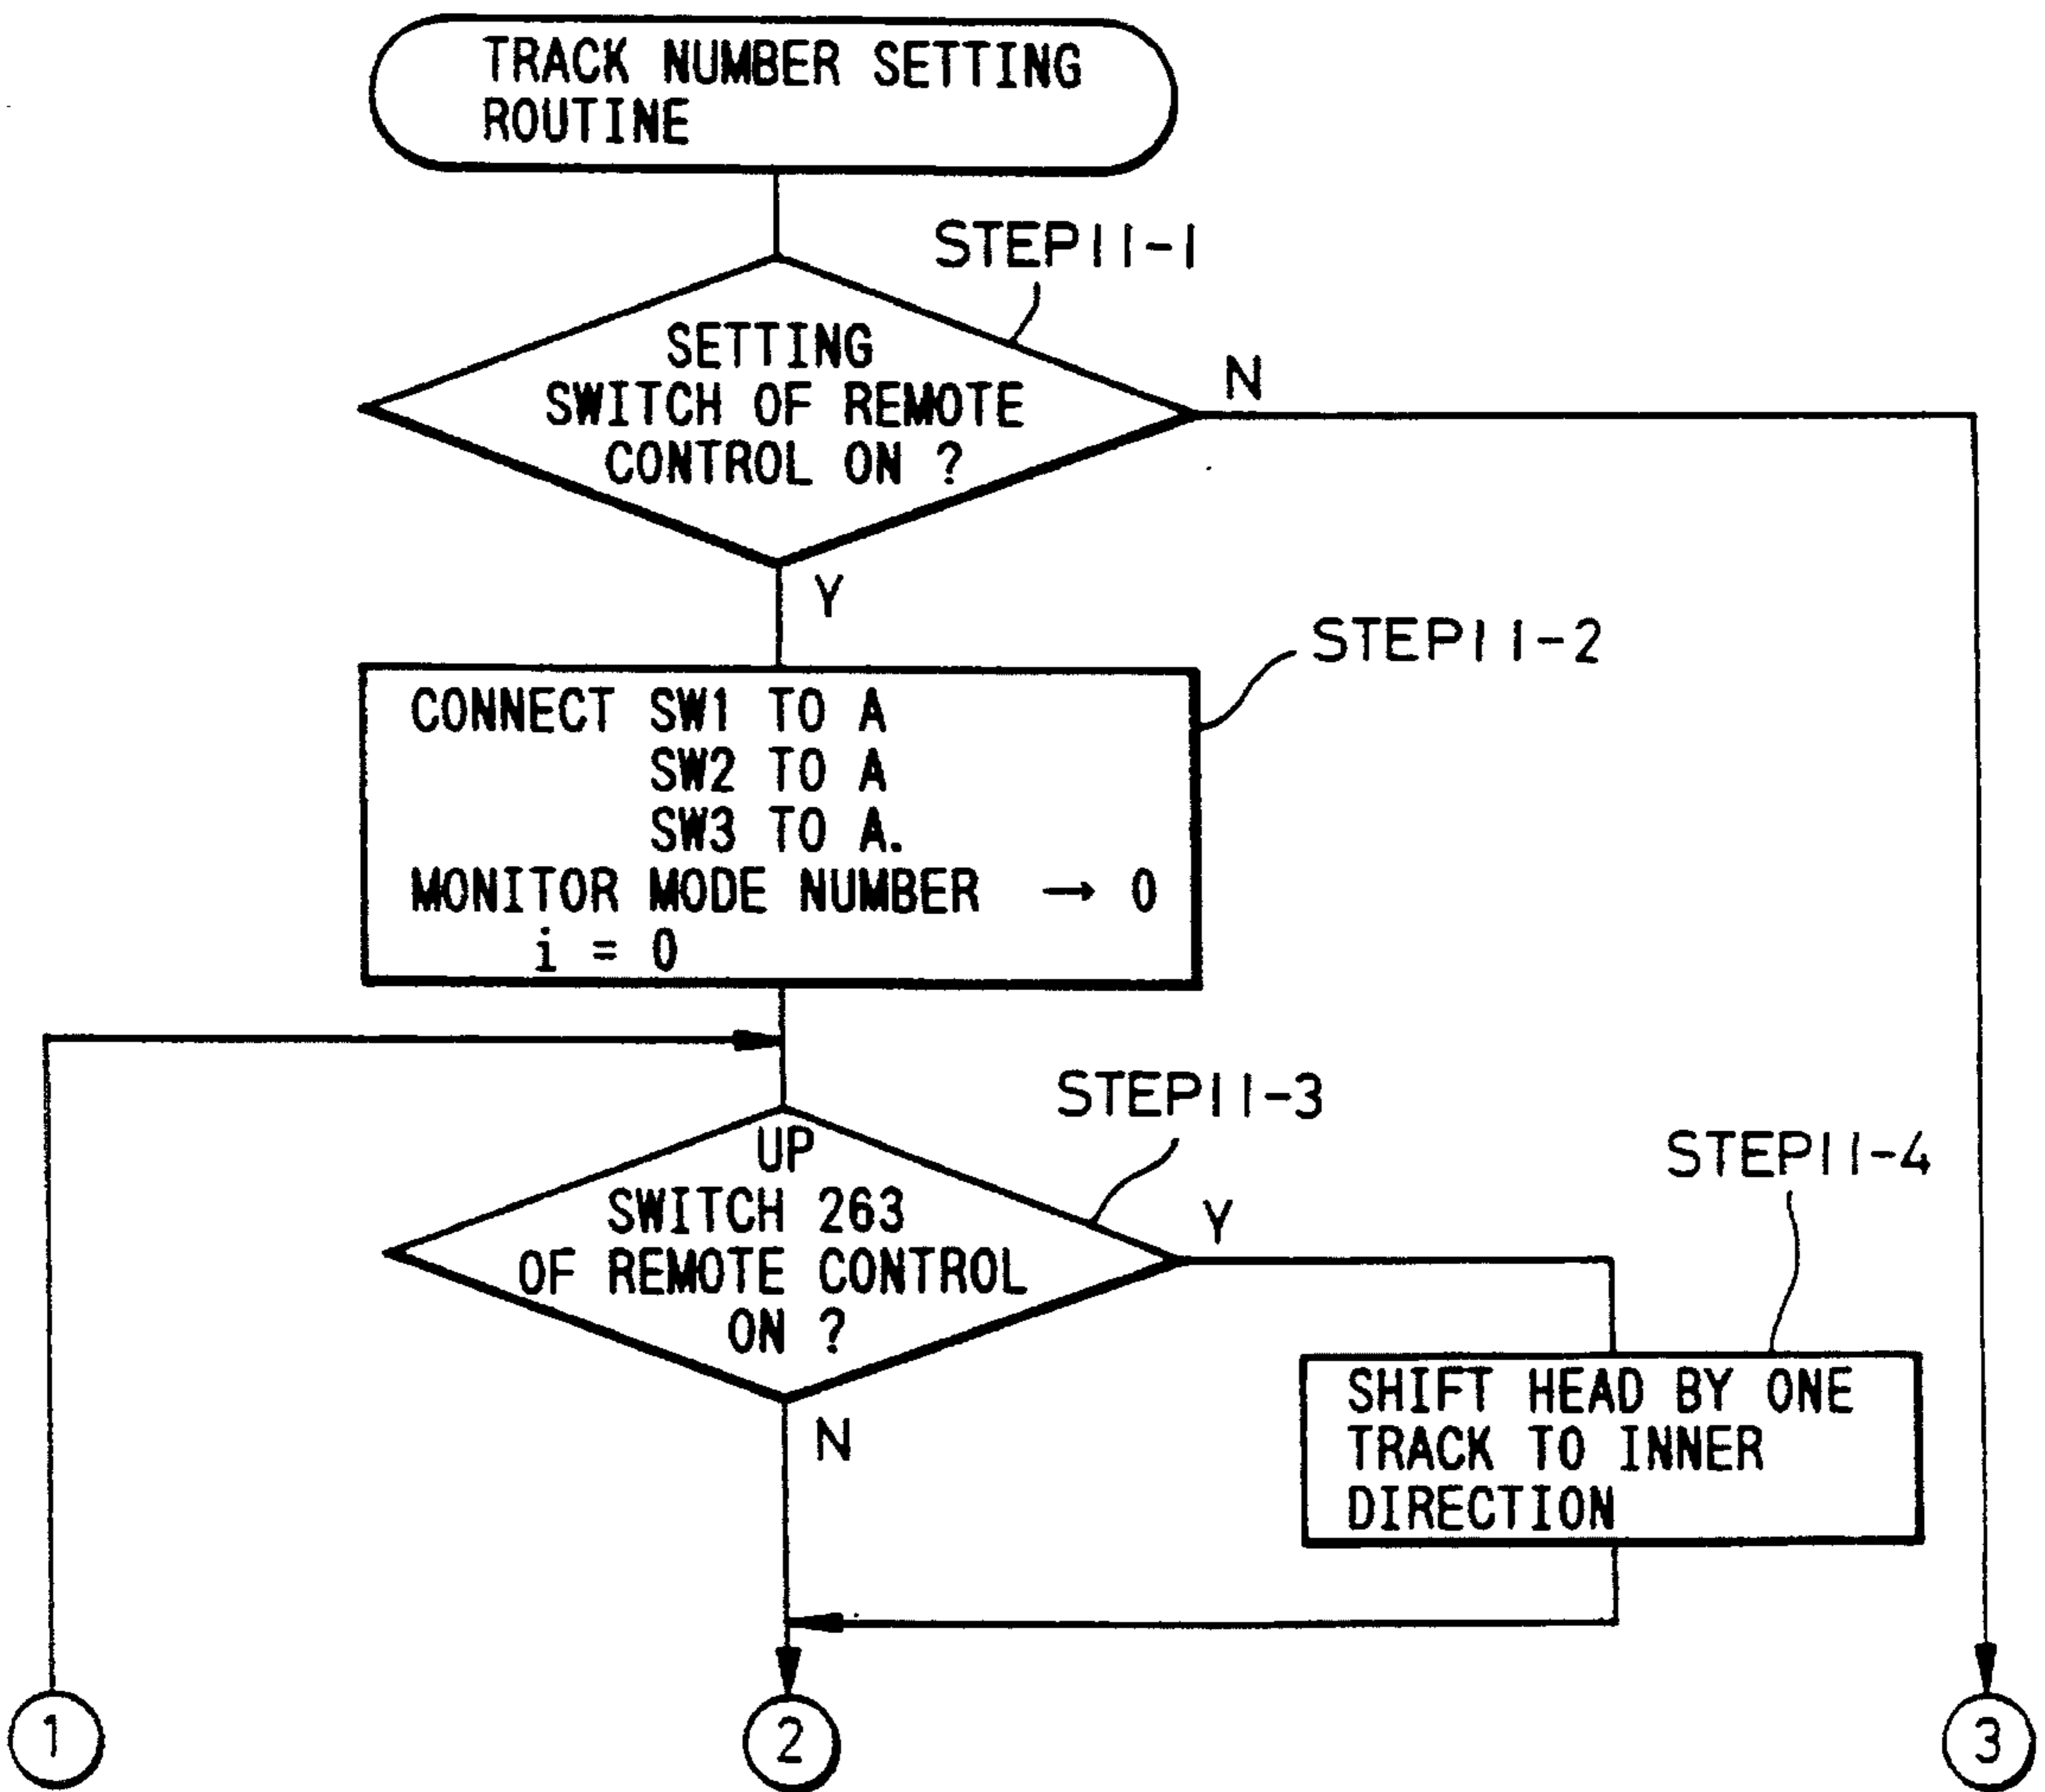 TRACK NUMBER SETTING
ROUTINE
STEP11-1
SETTING
SWITCH OF REMOTE
CONTROL ON ?
N
Y
STEP11-2
CONNECT SW1 TO A
SW2 TO A
SW3 TO A.
MONITOR MODE NUMBER → 0
i = 0
STEP11-3
UP
SWITCH 263
OF REMOTE CONTROL
ON ?
Y
N
STEP11-4
SHIFT HEAD BY ONE
TRACK TO INNER
DIRECTION
1
2
3